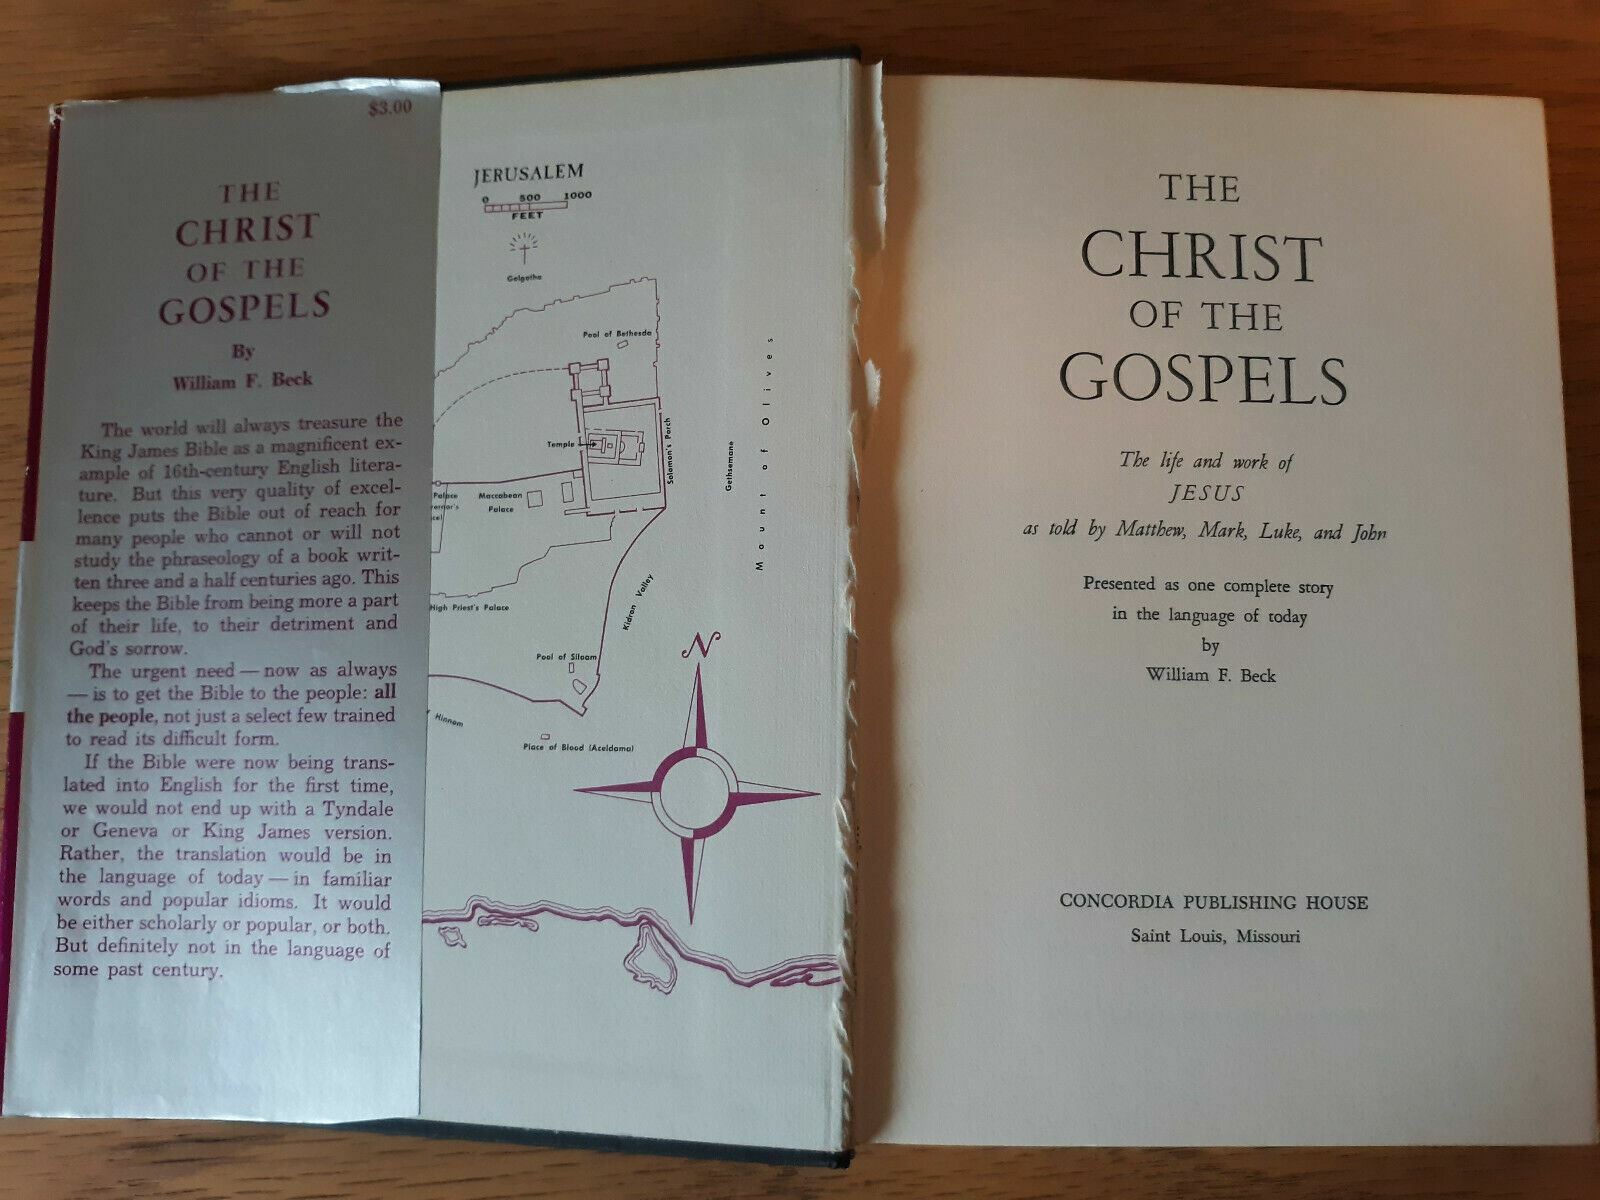 $3.00
THE
CHRIST
OF THE
GOSPELS
By
William F. Beck
The world will always treasure the
King James Bible as a magnificent ex-
ample of 16th-century English litera-
ture. But this very quality of excel-
lence puts the Bible out of reach for
many people who cannot or will not
study the phraseology of a book writ-
ten three and a half centuries ago. This
keeps the Bible from being more a part
of their life, to their detriment and
God's sorrow.
The urgent need — now as always
— is to get the Bible to the people: all
the people, not just a select few trained
to read its difficult form.
If the Bible were now being trans-
lated into English for the first time,
we would not end up with a Tyndale
or Geneva or King James version.
Rather, the translation would be in
the language of today — in familiar
words and popular idioms. It would
be either scholarly or popular, or both.
But definitely not in the language of
some past century.
JERUSALEM
0 500 1000
FEET
Golgotha
Pool of Bethesda
Temple
Solomon's Porch
Gethsemane
Mount of Olives
Palace
Maccabean
Palace
High Priest's Palace
Kidron Valley
Pool of Siloam
Hinnom
Place of Blood (Aceldama)
N
THE
CHRIST
OF THE
GOSPELS
The life and work of
JESUS
as told by Matthew, Mark, Luke, and John
Presented as one complete story
in the language of today
by
William F. Beck
CONCORDIA PUBLISHING HOUSE
Saint Louis, Missouri